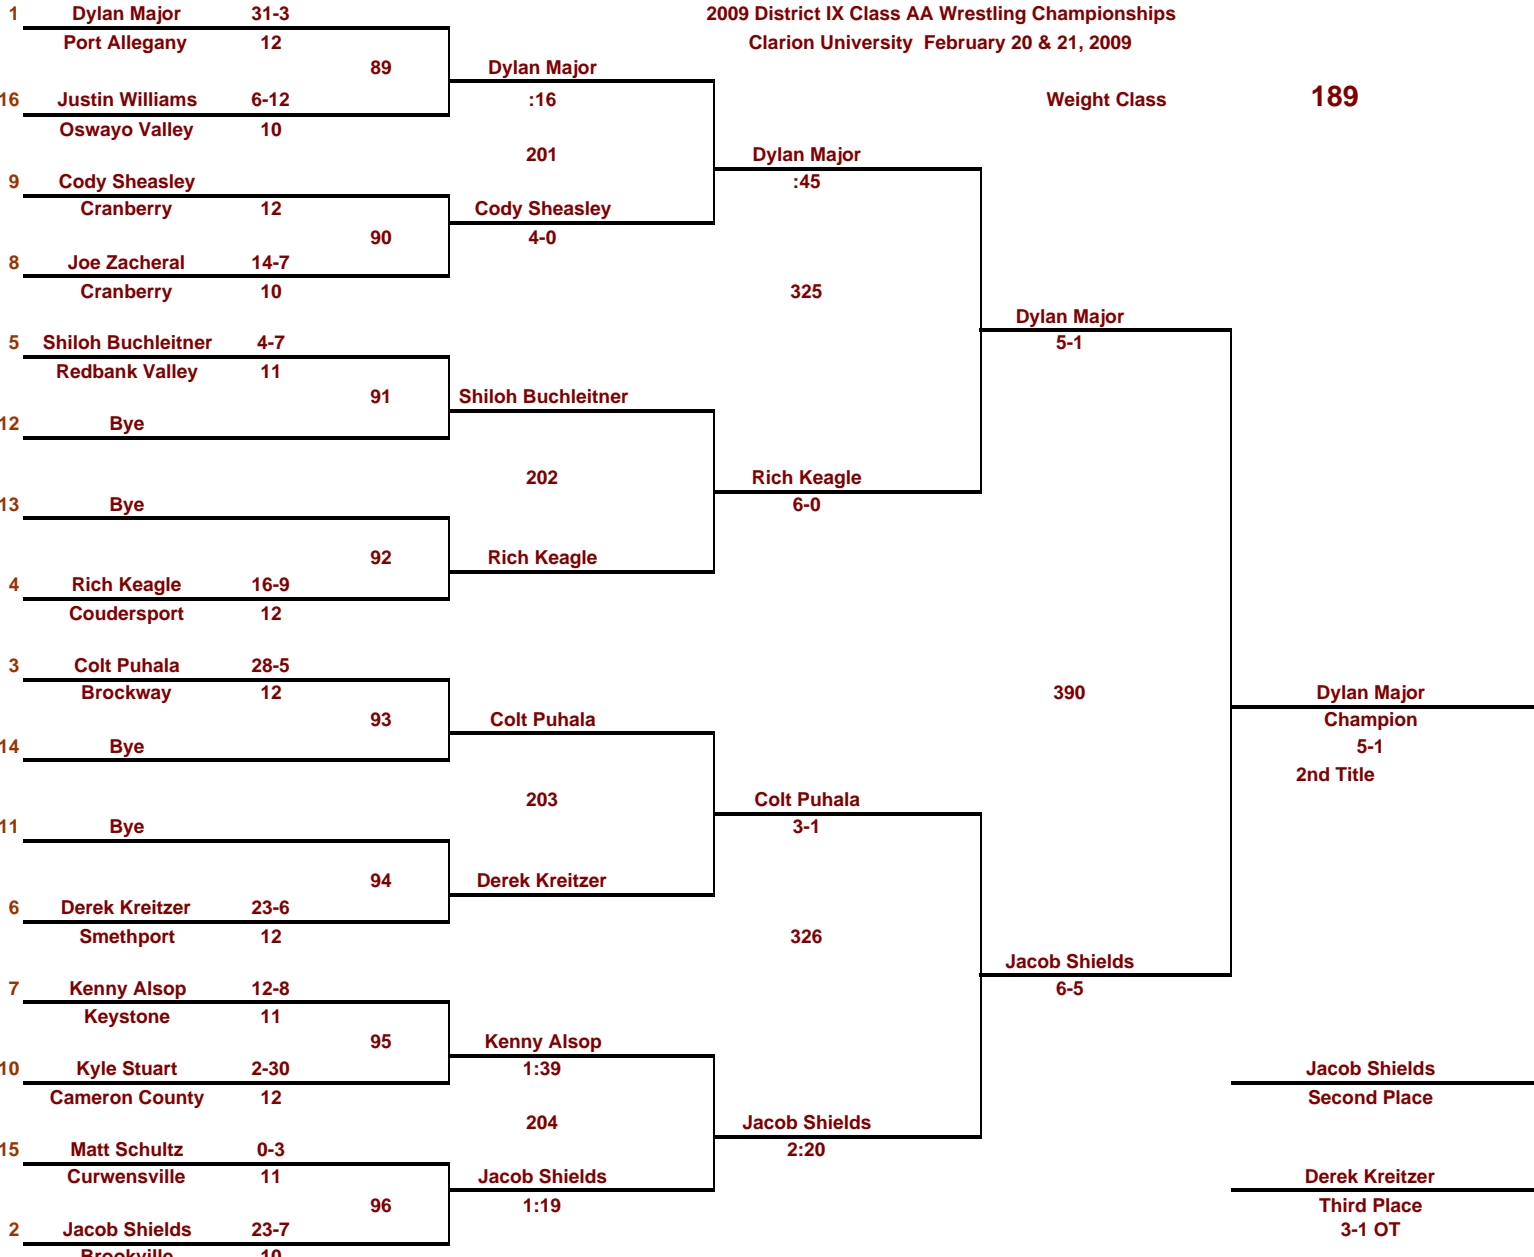 2009 District IX Class AA Wrestling Championships
Clarion University  February 20 & 21, 2009
Weight Class 189
1 Dylan Major 31-3
Port Allegany 12
89
16 Justin Williams 6-12
Oswayo Valley 10
9 Cody Sheasley
Cranberry 12
90
8 Joe Zacheral 14-7
Cranberry 10
5 Shiloh Buchleitner 4-7
Redbank Valley 11
91
12 Bye
13 Bye
92
4 Rich Keagle 16-9
Coudersport 12
3 Colt Puhala 28-5
Brockway 12
93
14 Bye
11 Bye
94
6 Derek Kreitzer 23-6
Smethport 12
7 Kenny Alsop 12-8
Keystone 11
95
10 Kyle Stuart 2-30
Cameron County 12
15 Matt Schultz 0-3
Curwensville 11
96
2 Jacob Shields 23-7
Brookville 10
Dylan Major
:16
201
Cody Sheasley
4-0
Shiloh Buchleitner
202
Rich Keagle
Colt Puhala
203
Derek Kreitzer
Kenny Alsop
1:39
204
Jacob Shields
1:19
Dylan Major
:45
325
Rich Keagle
6-0
Colt Puhala
3-1
326
Jacob Shields
2:20
Dylan Major
5-1
390
Jacob Shields
6-5
Dylan Major
Champion
5-1
2nd Title
Jacob Shields
Second Place
Derek Kreitzer
Third Place
3-1 OT